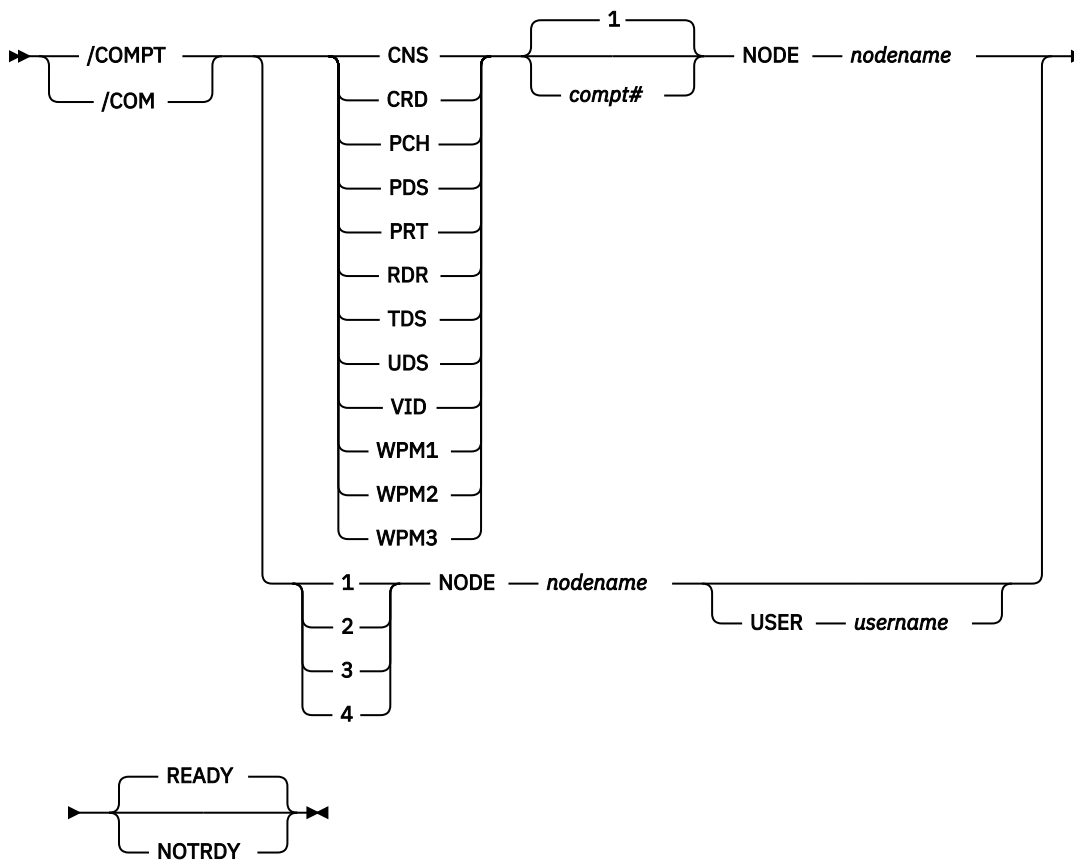 1
/COMPT CNS NODE nodename
/COM CRD compt#
PCH
PDS
PRT
RDR
TDS
UDS
VID
WPM1
WPM2
WPM3
1 NODE nodename
2 USER username
3
4
READY
NOTRDY